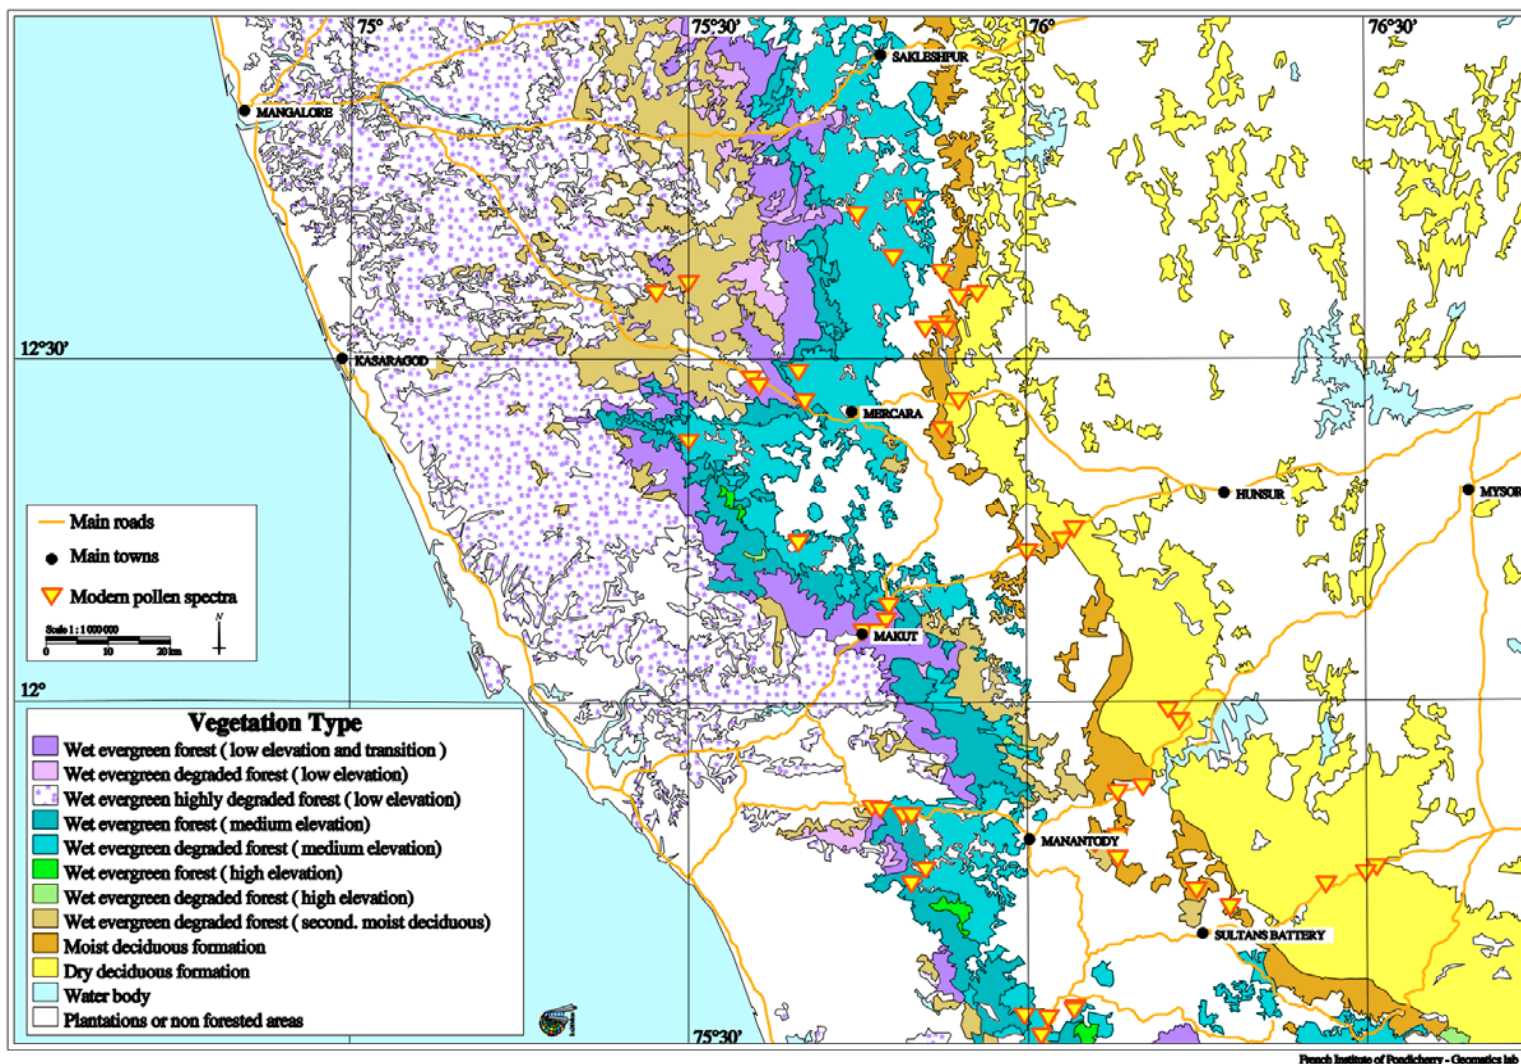 75°
75°30'
76°
76°30'
SAKLESHPUR
MANGALORE
12°30'
KASARAGOD
MERCARA
HUNSUR
MYSOR
Main roads
Main towns
Modern pollen spectra
Scale 1 : 1 000 000
N
0 10 20 km
MAKUT
12°
Vegetation Type
Wet evergreen forest ( low elevation and transition )
Wet evergreen degraded forest ( low elevation)
Wet evergreen highly degraded forest ( low elevation)
Wet evergreen forest ( medium elevation)
Wet evergreen degraded forest ( medium elevation)
Wet evergreen forest ( high elevation)
Wet evergreen degraded forest ( high elevation)
Wet evergreen degraded forest ( second. moist deciduous)
Moist deciduous formation
Dry deciduous formation
Water body
Plantations or non forested areas
MANANTODY
SULTANS BATTERY
75°30'
French Institute of Pondicherry - Geomatics lab